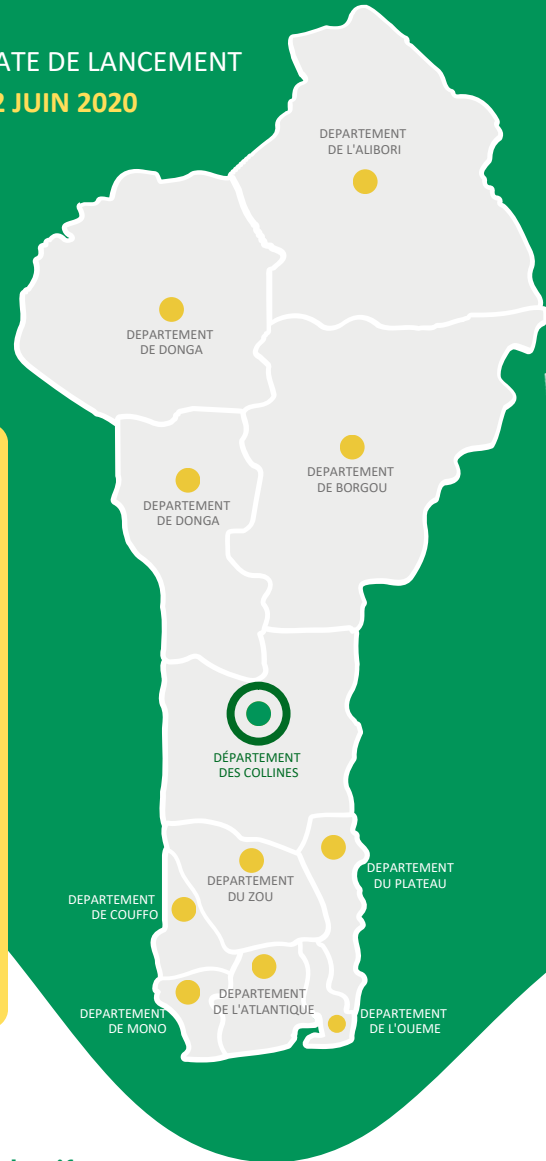 ATE DE LANCEMENT
2 JUIN 2020
DEPARTEMENT
DE L'ALIBORI
DEPARTEMENT
DE DONGA
DEPARTEMENT
DE BORGOU
DEPARTEMENT
DE DONGA
DÉPARTEMENT
DES COLLINES
DEPARTEMENT
DU PLATEAU
DEPARTEMENT
DU ZOU
DEPARTEMENT
DE COUFFO
DEPARTEMENT
DE L'ATLANTIQUE
DEPARTEMENT
DE MONO
DEPARTEMENT
DE L'OUEME